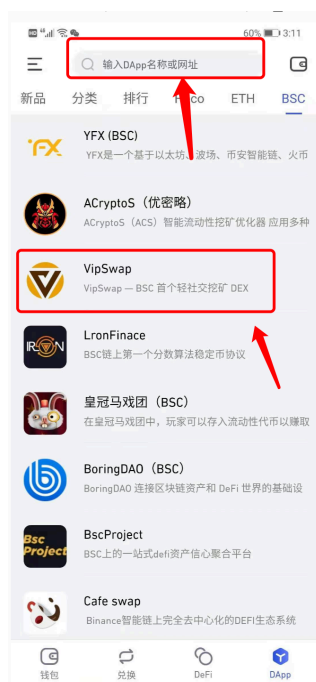 60% 3:11
输入DApp名称或网址
新品 分类 排行 ETH BSC
YFX (BSC)
YFX是一个基于以太坊、波场、币安智能链、火币
ACryptoS（优密略）
ACryptoS（ACS）智能流动性挖矿优化器 应用多种
VipSwap
VipSwap — BSC 首个轻社交挖矿 DEX
LronFinace
BSC链上第一个分数算法稳定币协议
皇冠马戏团（BSC）
在皇冠马戏团中，玩家可以存入流动性代币以赚取
BoringDAO（BSC）
BoringDAO 连接区块链资产和 DeFi 世界的基础设
BscProject
BSC上的一站式defi资产信心聚合平台
Bsc
Project
Cafe swap
Binance智能链上完全去中心化的DEFI生态系统
钱包 兑换 DeFi DApp